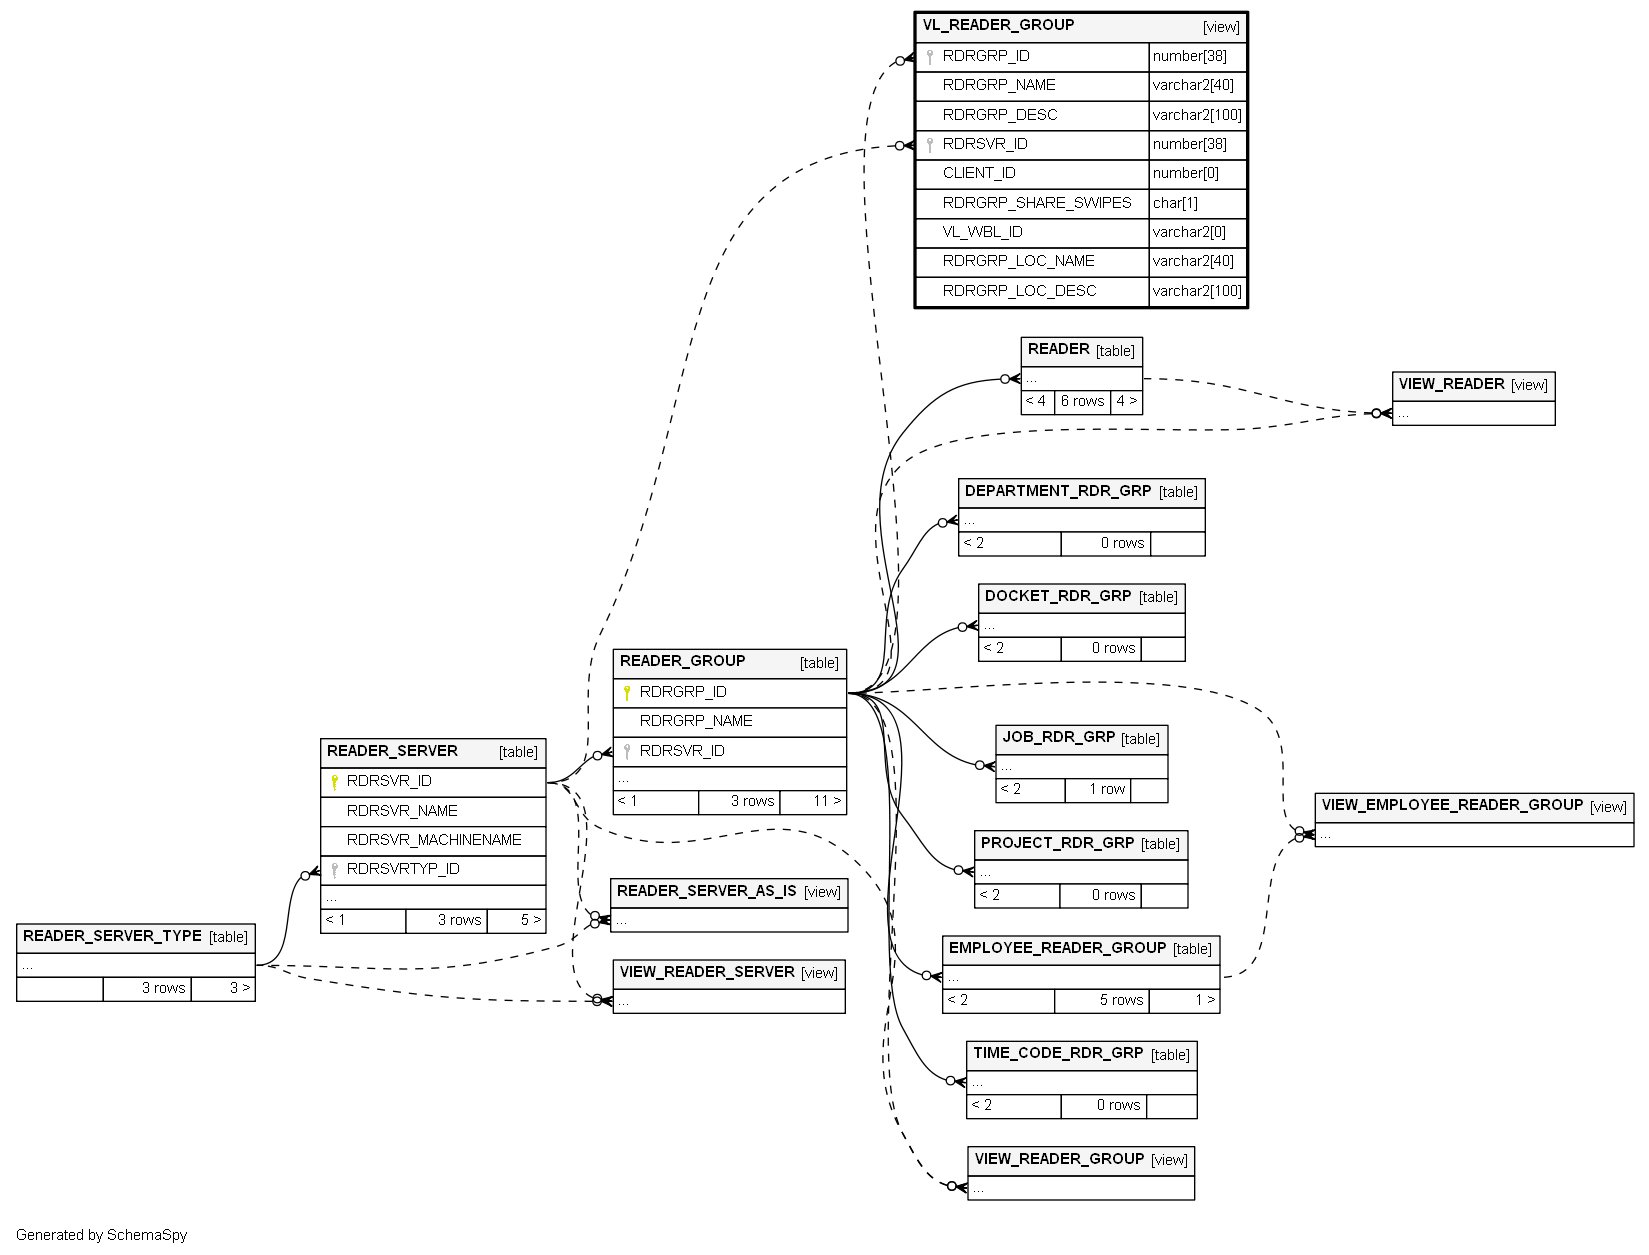 VL_READER_GROUP [view]
RDRGRP_ID number[38]
RDRGRP_NAME varchar2[40]
RDRGRP_DESC varchar2[100]
RDRSVR_ID number[38]
CLIENT_ID number[0]
RDRGRP_SHARE_SWIPES char[1]
VL_WBL_ID varchar2[0]
RDRGRP_LOC_NAME varchar2[40]
RDRGRP_LOC_DESC varchar2[100]
READER [table]
...
< 4 6 rows 4 >
VIEW_READER [view]
...
DEPARTMENT_RDR_GRP [table]
...
< 2 0 rows
DOCKET_RDR_GRP [table]
...
< 2 0 rows
READER_GROUP [table]
RDRGRP_ID
RDRGRP_NAME
RDRSVR_ID
...
< 1 3 rows 11 >
JOB_RDR_GRP [table]
...
< 2 1 row
READER_SERVER [table]
RDRSVR_ID
RDRSVR_NAME
RDRSVR_MACHINENAME
RDRSVRTYP_ID
...
< 1 3 rows 5 >
VIEW_EMPLOYEE_READER_GROUP [view]
...
PROJECT_RDR_GRP [table]
...
< 2 0 rows
READER_SERVER_AS_IS [view]
...
READER_SERVER_TYPE [table]
...
3 rows 3 >
VIEW_READER_SERVER [view]
...
EMPLOYEE_READER_GROUP [table]
...
< 2 5 rows 1 >
TIME_CODE_RDR_GRP [table]
...
< 2 0 rows
VIEW_READER_GROUP [view]
...
Generated by SchemaSpy